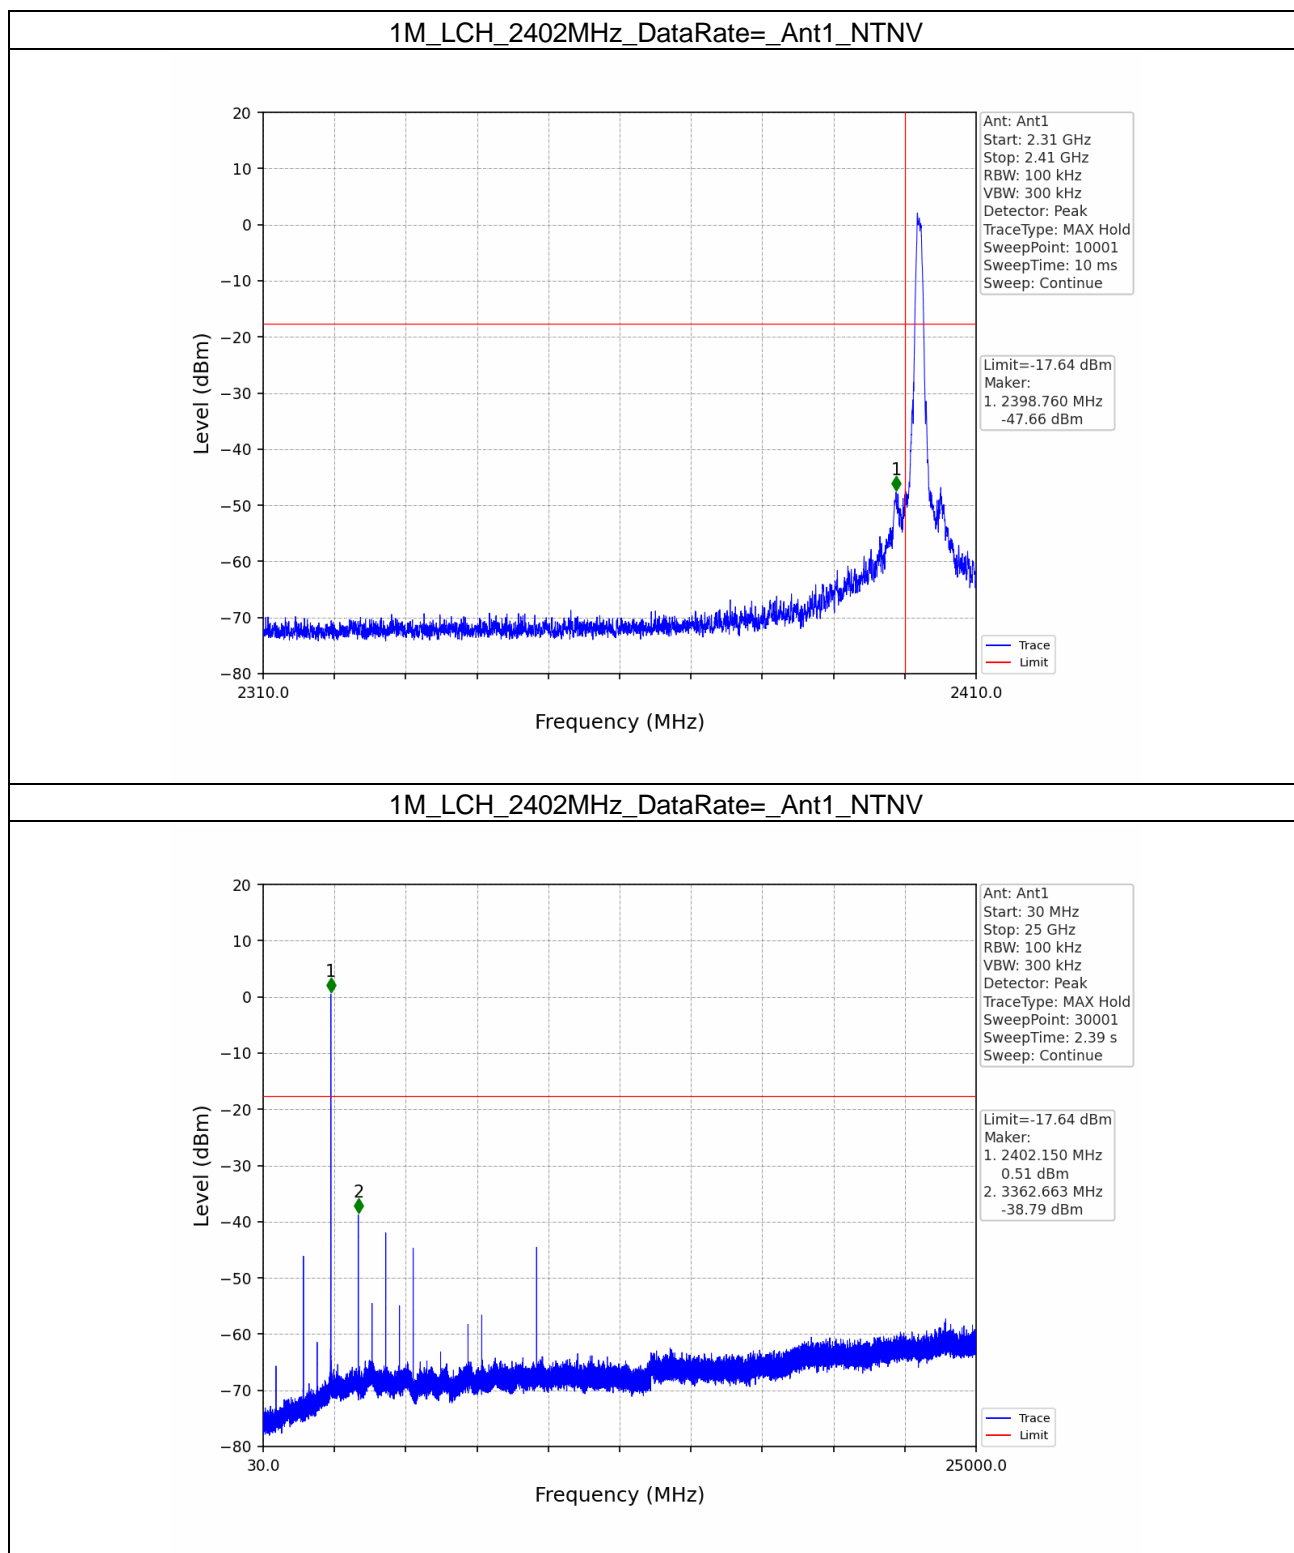 1M_LCH_2402MHz_DataRate=_Ant1_NTNV
20
10
0
−10
−20
−30
−40
−50
−60
−70
−80
Level (dBm)
1
2310.0
2410.0
Frequency (MHz)
Ant: Ant1
Start: 2.31 GHz
Stop: 2.41 GHz
RBW: 100 kHz
VBW: 300 kHz
Detector: Peak
TraceType: MAX Hold
SweepPoint: 10001
SweepTime: 10 ms
Sweep: Continue
Limit=-17.64 dBm
Maker:
1. 2398.760 MHz
-47.66 dBm
Trace
Limit
1M_LCH_2402MHz_DataRate=_Ant1_NTNV
20
10
0
−10
−20
−30
−40
−50
−60
−70
−80
Level (dBm)
1
2
30.0
25000.0
Frequency (MHz)
Ant: Ant1
Start: 30 MHz
Stop: 25 GHz
RBW: 100 kHz
VBW: 300 kHz
Detector: Peak
TraceType: MAX Hold
SweepPoint: 30001
SweepTime: 2.39 s
Sweep: Continue
Limit=-17.64 dBm
Maker:
1. 2402.150 MHz
0.51 dBm
2. 3362.663 MHz
-38.79 dBm
Trace
Limit